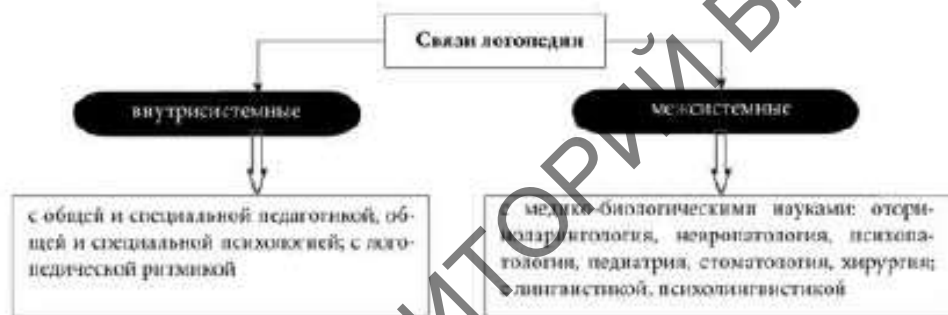 Связи логопедии
внутрисистемные
межсистемные
с общей и специальной педагогикой, об-
щей и специальной психологией; с лого-
педической ритмикой
с медико-биологическими науками: отори-
ноларингология, невропатология, психопа-
тология, педиатрия, стоматология, хирургия;
с лингвистикой, психолингвистикой